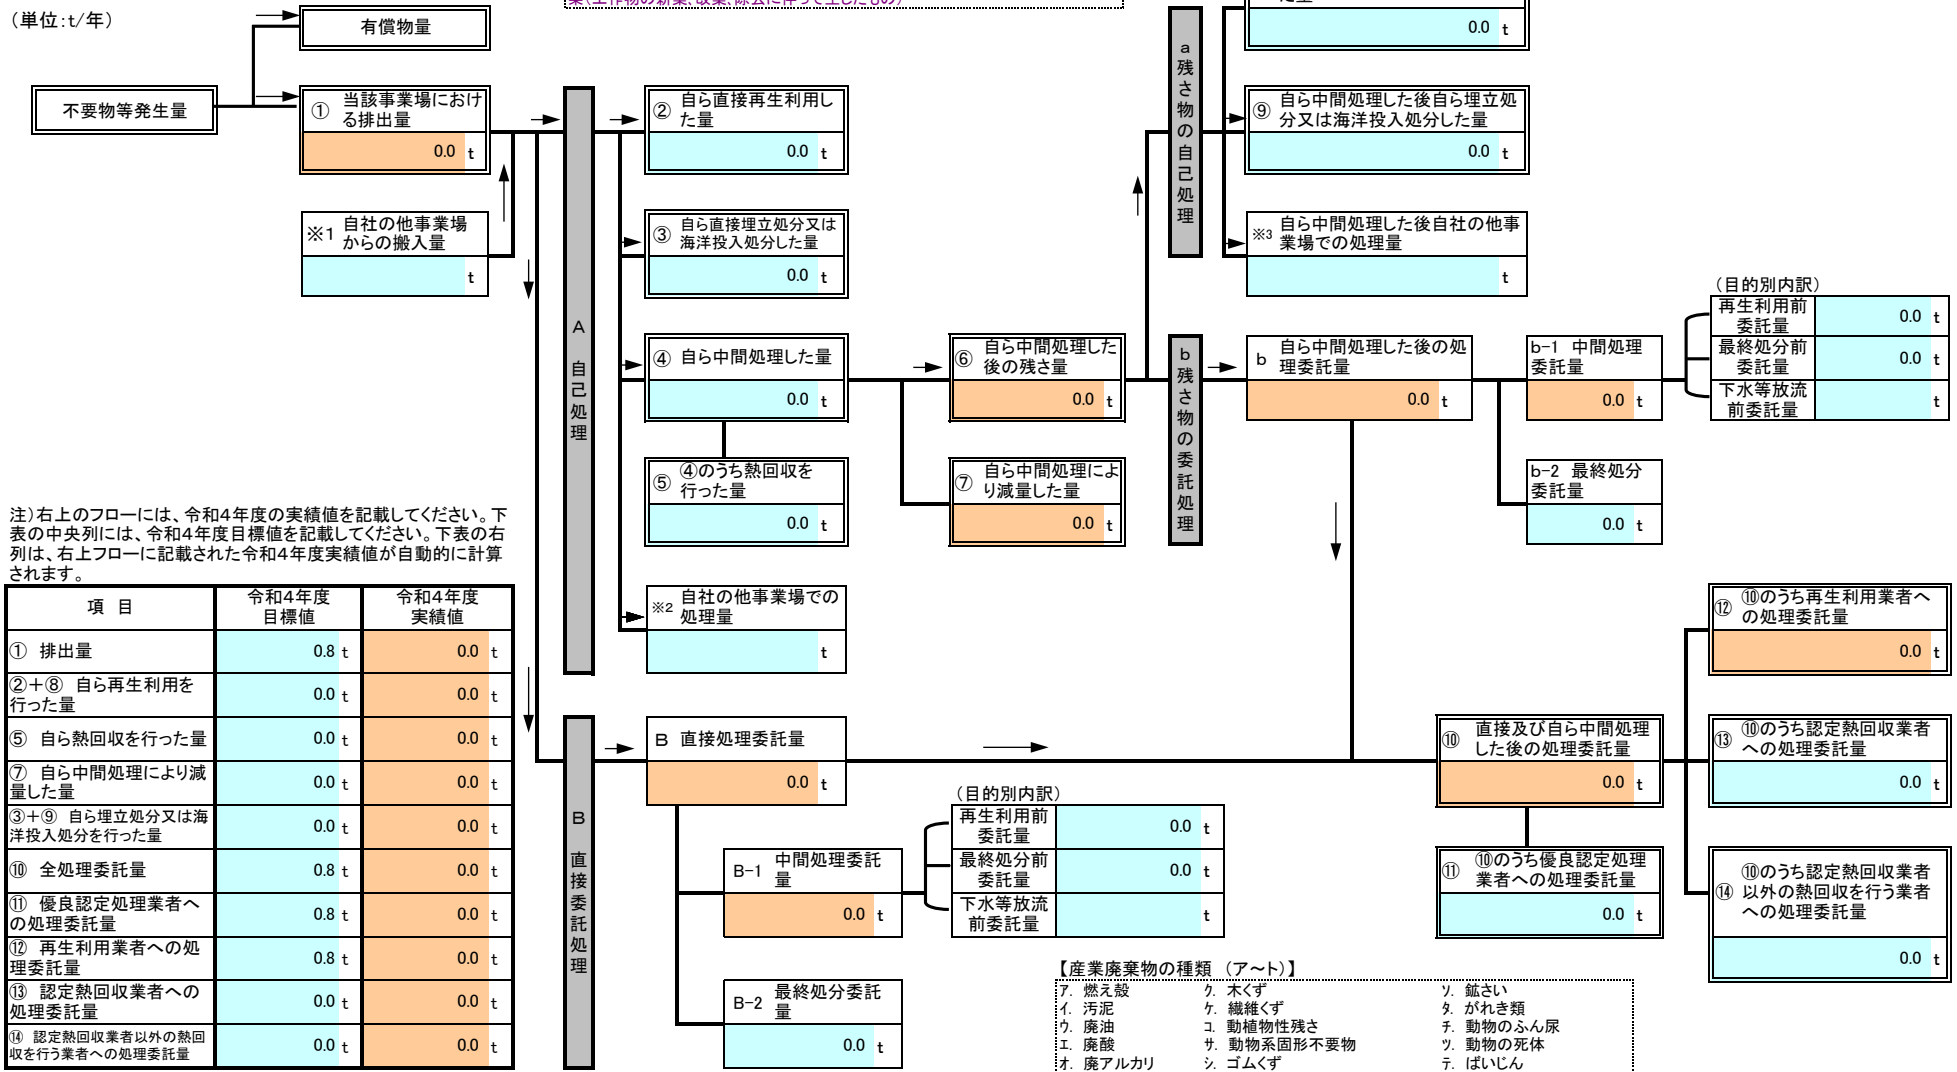 (単位：t/年)
有償物量
不要物等発生量
① 当該事業場におけ
る排出量
0.0 t
※1 自社の他事業場
からの搬入量
t
A 自己処理
② 自ら直接再生利用し
た量
0.0 t
③ 自ら直接埋立処分又は
海洋投入処分した量
0.0 t
④ 自ら中間処理した量
0.0 t
⑤ ④のうち熱回収を
行った量
0.0 t
※2 自社の他事業場での
処理量
t
⑥ 自ら中間処理した
後の残さ量
0.0 t
⑦ 自ら中間処理によ
り減量した量
0.0 t
a残さ物の自己処理
0.0 t
⑨ 自ら中間処理した後自ら埋立処
分又は海洋投入処分した量
0.0 t
※3 自ら中間処理した後自社の他事
業場での処理量
t
b残さ物の委託処理
b 自ら中間処理した後の処
理委託量
0.0 t
b-1 中間処理
委託量
0.0 t
b-2 最終処分
委託量
0.0 t
(目的別内訳)
再生利用前
委託量
0.0 t
最終処分前
委託量
0.0 t
下水等放流
前委託量
t
注)右上のフローには、令和4年度の実績値を記載してください。下
表の中央列には、令和4年度目標値を記載してください。下表の右
列は、右上フローに記載された令和4年度実績値が自動的に計算
されます。
項 目 令和4年度 令和4年度
目標値 実績値
① 排出量 0.8 t 0.0 t
②＋⑧ 自ら再生利用を
行った量 0.0 t 0.0 t
⑤ 自ら熱回収を行った量 0.0 t 0.0 t
⑦ 自ら中間処理により減
量した量 0.0 t 0.0 t
③＋⑨ 自ら埋立処分又は海
洋投入処分を行った量 0.0 t 0.0 t
⑩ 全処理委託量 0.8 t 0.0 t
⑪ 優良認定処理業者へ
の処理委託量 0.8 t 0.0 t
⑫ 再生利用業者への処
理委託量 0.8 t 0.0 t
⑬ 認定熱回収業者への
処理委託量 0.0 t 0.0 t
⑭ 認定熱回収業者以外の熱回
収を行う業者への処理委託量 0.0 t 0.0 t
B 直接委託処理
B 直接処理委託量
0.0 t
B-1 中間処理委託
量
0.0 t
B-2 最終処分委託
量
0.0 t
(目的別内訳)
再生利用前
委託量
0.0 t
最終処分前
委託量
0.0 t
下水等放流
前委託量
t
⑩ 直接及び自ら中間処理
した後の処理委託量
0.0 t
⑪ ⑩のうち優良認定処理
業者への処理委託量
0.0 t
⑫ ⑩のうち再生利用業者へ
の処理委託量
0.0 t
⑬ ⑩のうち認定熱回収業者
への処理委託量
0.0 t
⑭ ⑩のうち認定熱回収業者
以外の熱回収を行う業者
への処理委託量
0.0 t
【産業廃棄物の種類 (ア～ト)】
ア. 燃え殻 ク. 木くず ソ. 鉱さい
イ. 汚泥 ケ. 繊維くず タ. がれき類
ウ. 廃油 コ. 動植物性残さ チ. 動物のふん尿
エ. 廃酸 サ. 動物系固形不要物 ツ. 動物の死体
オ. 廃アルカリ シ. ゴムくず テ. ばいじん